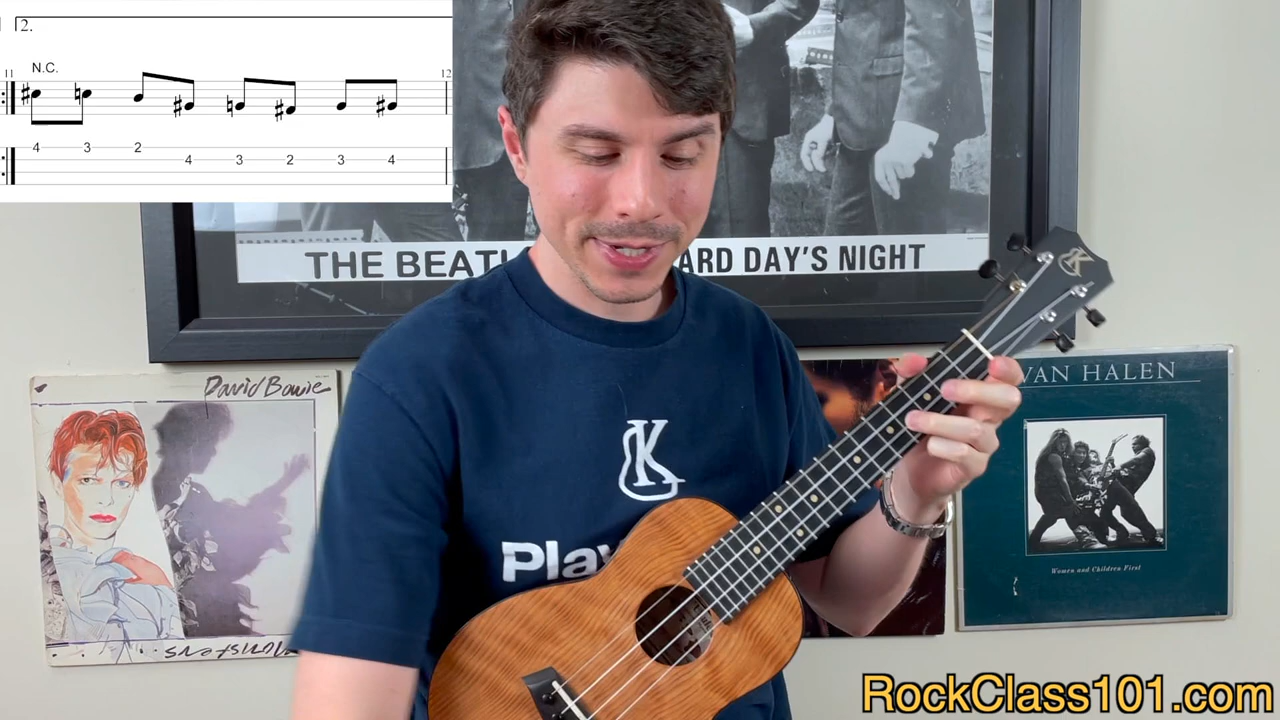 2.
11 N.C. 12
4 3 2 4 3 2 3 4
THE BEATL ARD DAY'S NIGHT
David Bowie
VAN HALEN
K
Play
Women and Children First
RockClass101.com